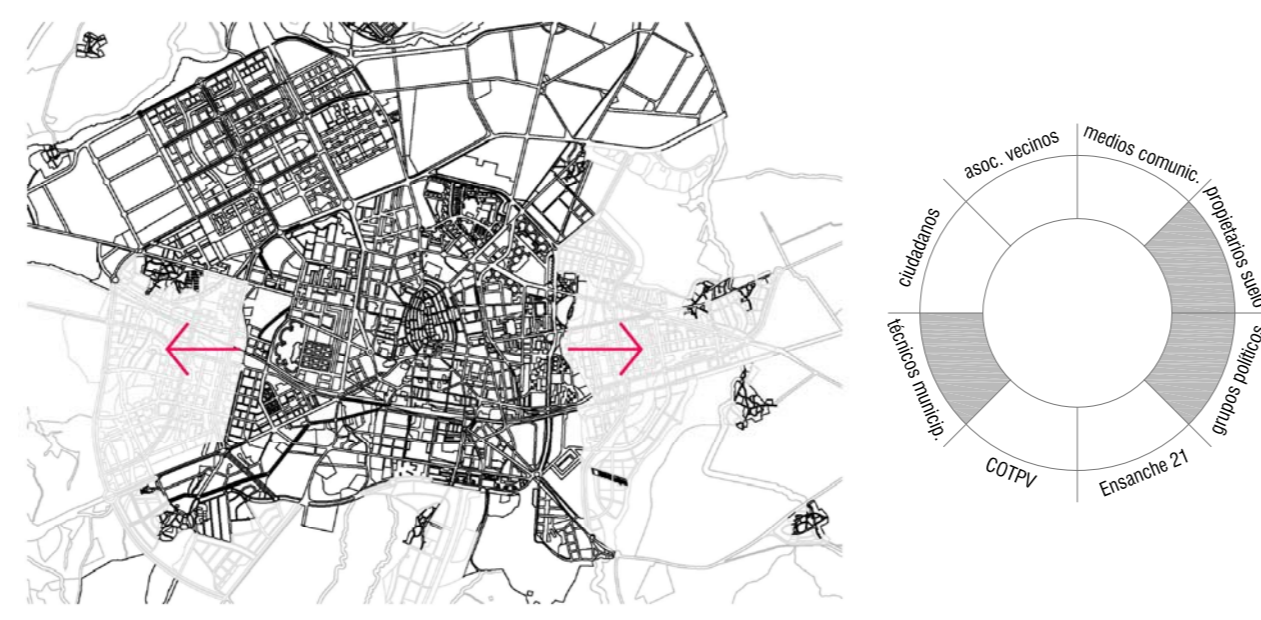 asoc. vecinos
medios comunic.
propietarios suelo
ciudadanos
técnicos municip.
grupos políticos
COTPV
Ensanche 21